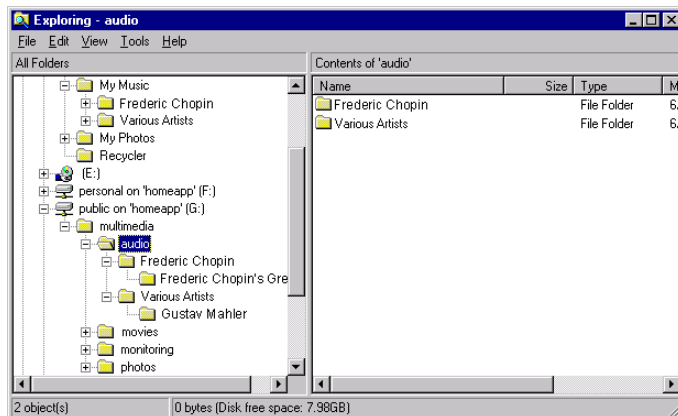 Exploring - audio
File Edit View Tools Help
All Folders
Contents of 'audio'
My Music
Frederic Chopin
Various Artists
My Photos
Recycler
(E:)
personal on 'homeapp' (F:)
public on 'homeapp' (G:)
multimedia
audio
Frederic Chopin
Frederic Chopin's Gre
Various Artists
Gustav Mahler
movies
monitoring
photos
Name Size Type M
Frederic Chopin File Folder 6.
Various Artists File Folder 6.
2 object(s) 0 bytes (Disk free space: 7.98GB)